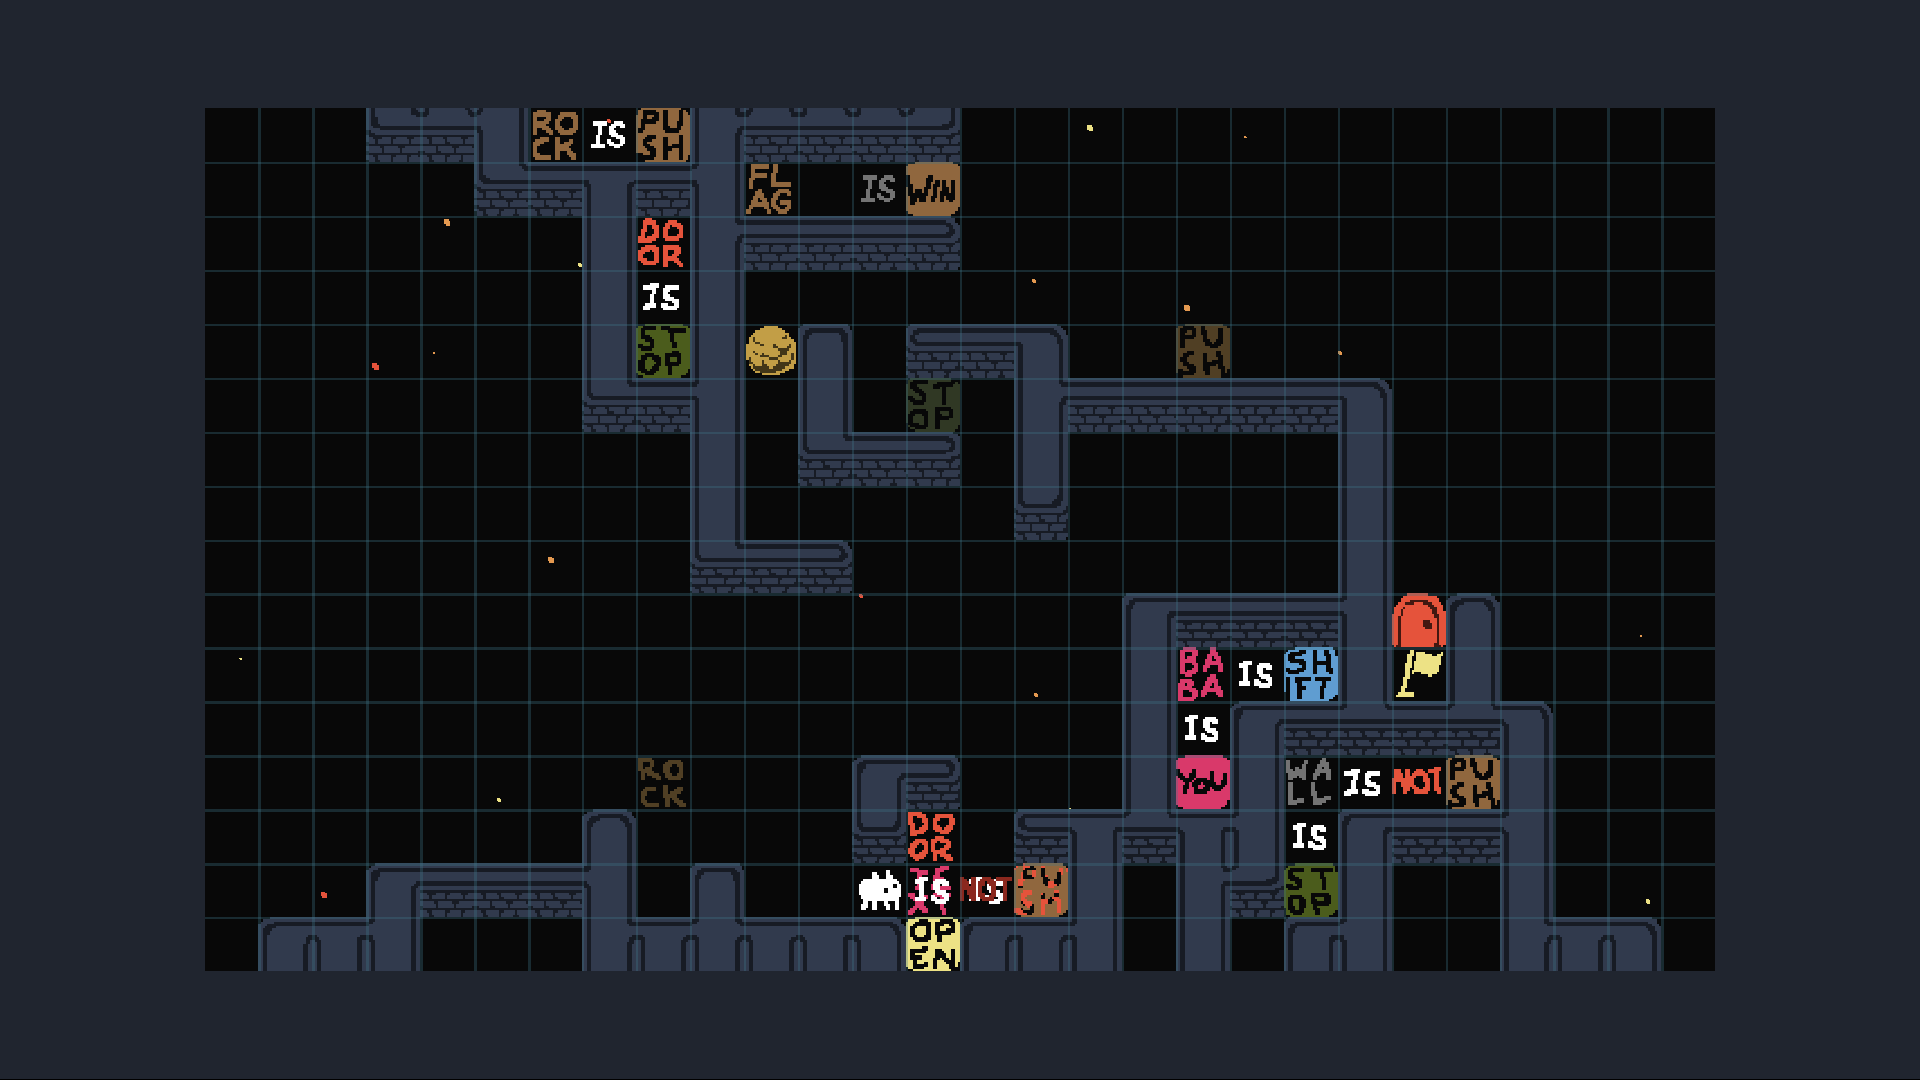 ROCK IS PUSH
FLAG IS WIN
DOOR
IS
STOP
PUSH
STOP
BABA IS SHIFT
IS
YOU
ROCK
WALL IS NOT PUSH
IS
STOP
DOOR
IS NOT
OPEN